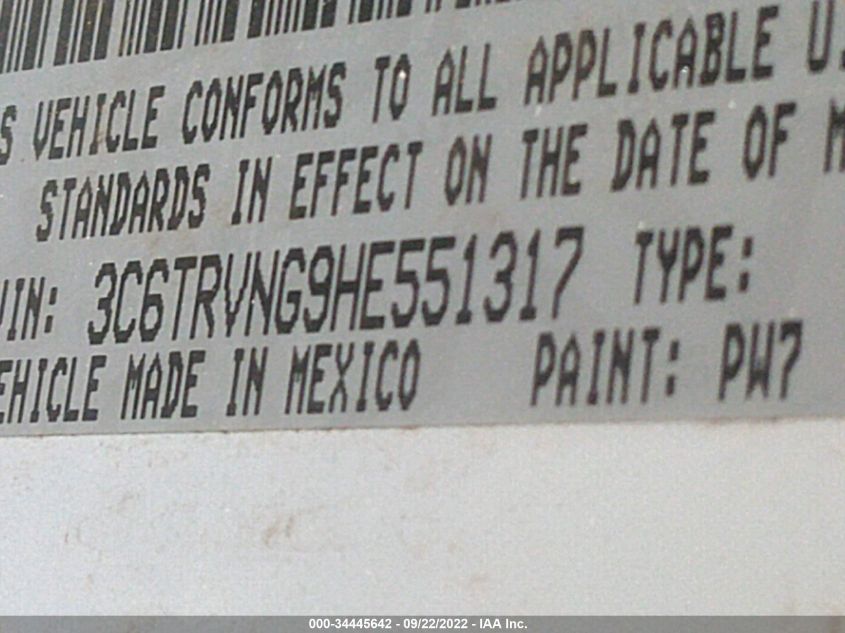 S VEHICLE CONFORMS TO ALL APPLICABLE U.
STANDARDS IN EFFECT ON THE DATE OF M
VIN: 3C6TRVNG9HE551317 TYPE:
EHICLE MADE IN MEXICO PAINT: PW7
000-34445642 - 09/22/2022 - IAA Inc.